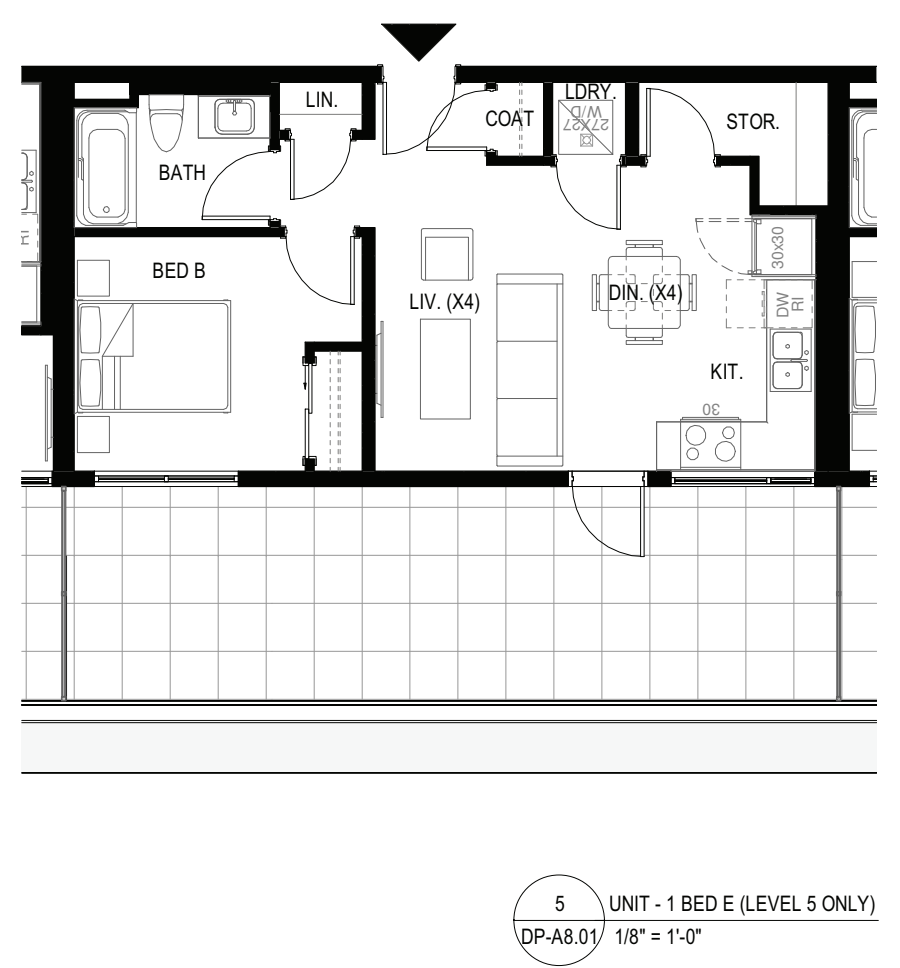 LIN.
LDRY.
COAT
27X27
W/D
STOR.
BATH
RI
BED B
30x30
LIV. (X4)
DIN. (X4)
DW
RI
KIT.
30
5
UNIT - 1 BED E (LEVEL 5 ONLY)
DP-A8.01
1/8" = 1'-0"